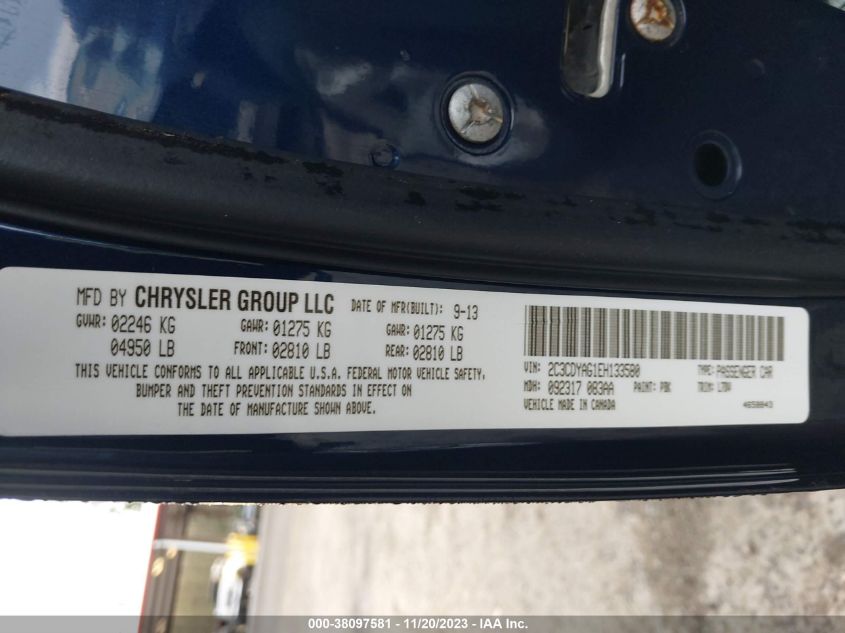 MFD BY CHRYSLER GROUP LLC DATE OF MFR(BUILT): 9-13
GVWR: 02246 KG GAWR: 01275 KG GAWR: 01275 KG
04950 LB FRONT: 02810 LB REAR: 02810 LB
THIS VEHICLE CONFORMS TO ALL APPLICABLE U.S.A. FEDERAL MOTOR VEHICLE SAFETY,
BUMPER AND THEFT PREVENTION STANDARDS IN EFFECT ON
THE DATE OF MANUFACTURE SHOWN ABOVE.
VIN: 2C3CDYAG1EH133580 TYPE: PASSENGER CAR
MDH: 092317 083AA PAINT: PBK TRIM: LTDV
VEHICLE MADE IN CANADA 4658843
000-38097581 - 11/20/2023 - IAA Inc.